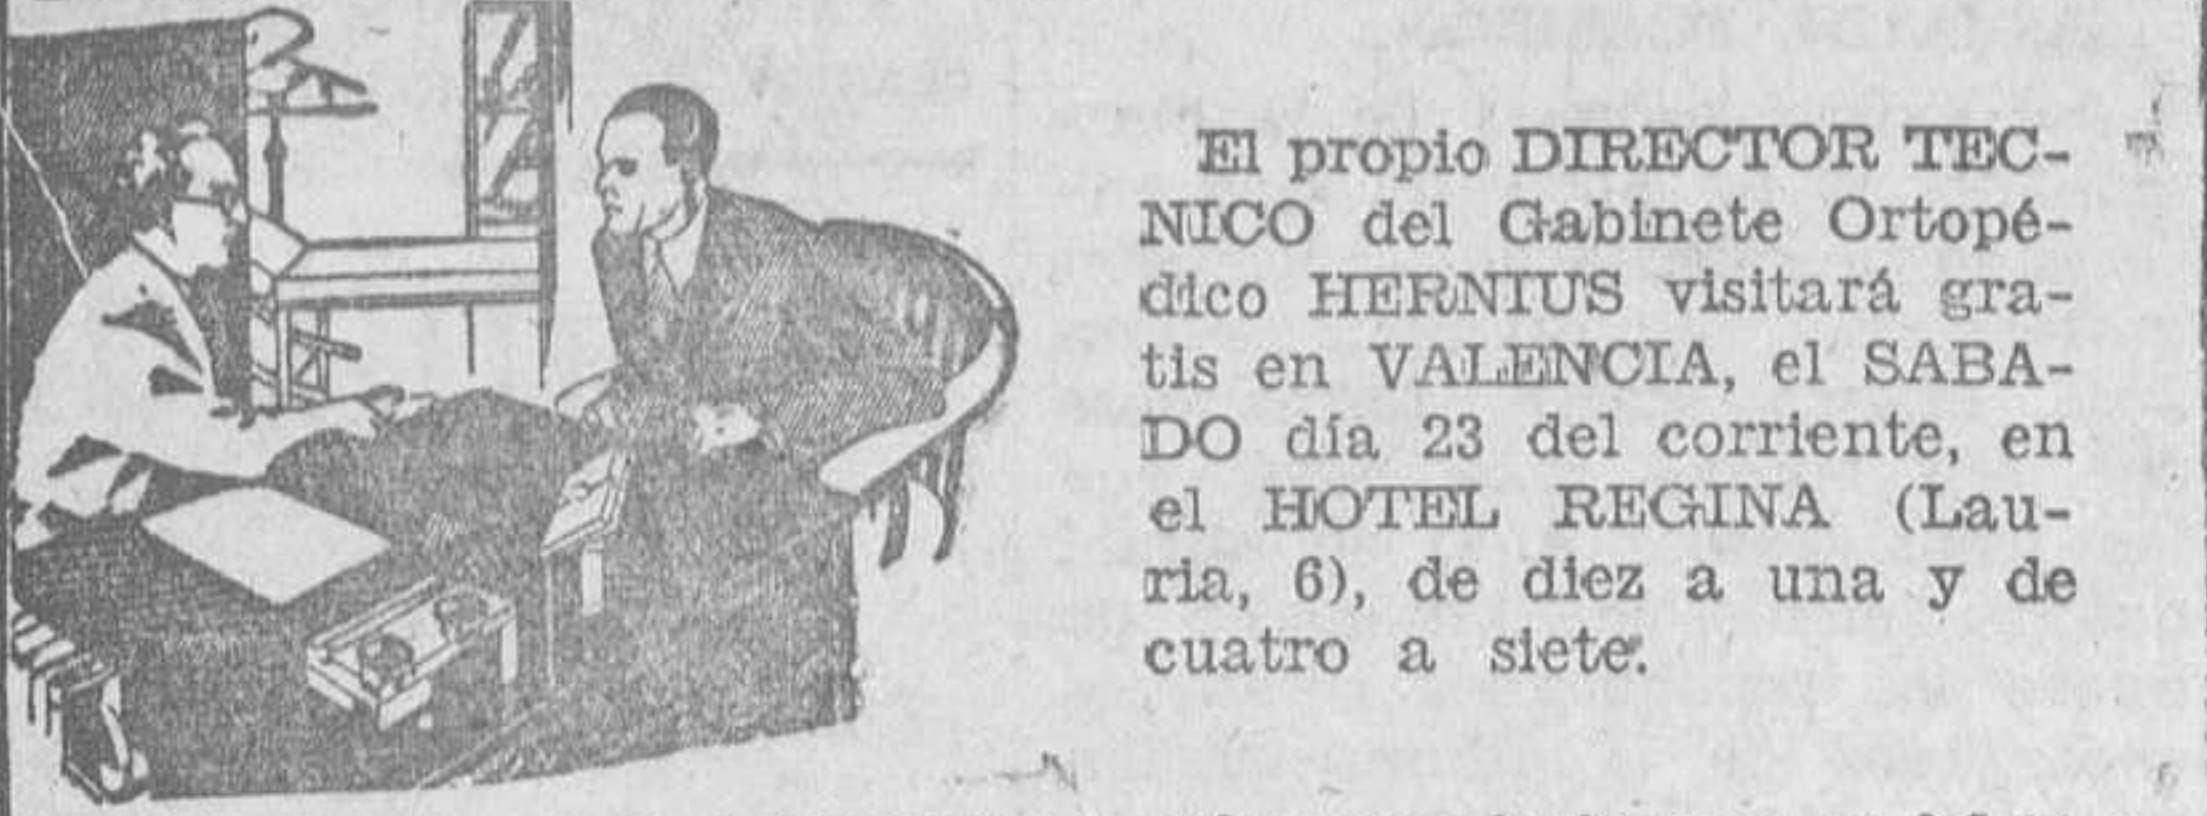 El propio DIRECTOR TEC-
NICO del Gabinete Ortopé-
dico HERNIUS visitará gra-
tis en VALENCIA, el SABA-
DO día 23 del corriente, en
el HOTEL REGINA (Lau-
ria, 6), de diez a una y de
cuatro a siete.